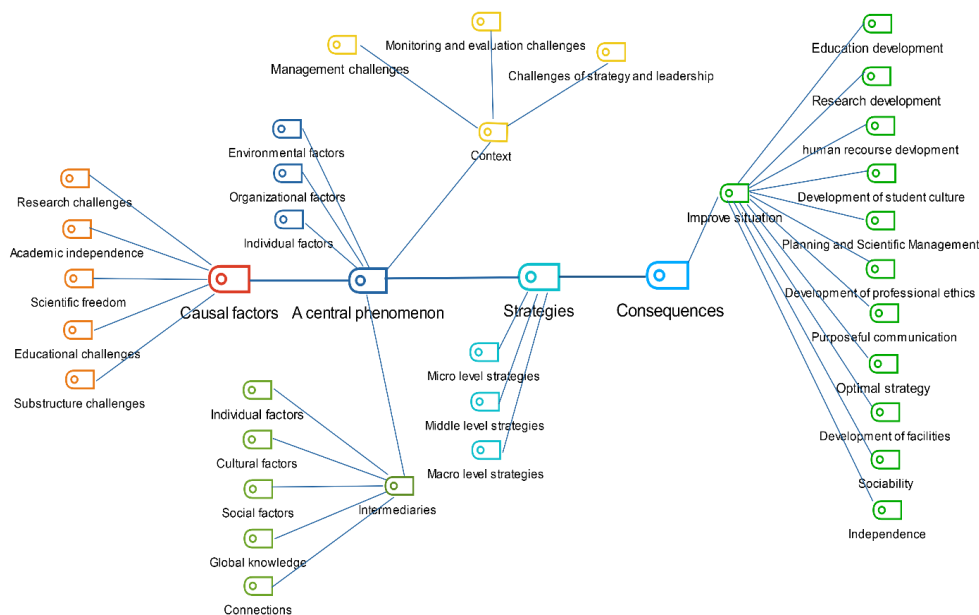 Education development
Monitoring and evaluation challenges
Management challenges
Challenges of strategy and leadership
Research development
Environmental factors
Context
human recourse devlopment
Organizational factors
Research challenges
Development of student culture
Improve situation
Individual factors
Academic independence
Planning and Scientific Management
Scientific freedom
Development of professional ethics
Causal factors
A central phenomenon
Strategies
Consequences
Purposeful communication
Educational challenges
Micro level strategies
Optimal strategy
Substructure challenges
Individual factors
Middle level strategies
Development of facilities
Cultural factors
Macro level strategies
Sociability
Social factors
Intermediaries
Independence
Global knowledge
Connections